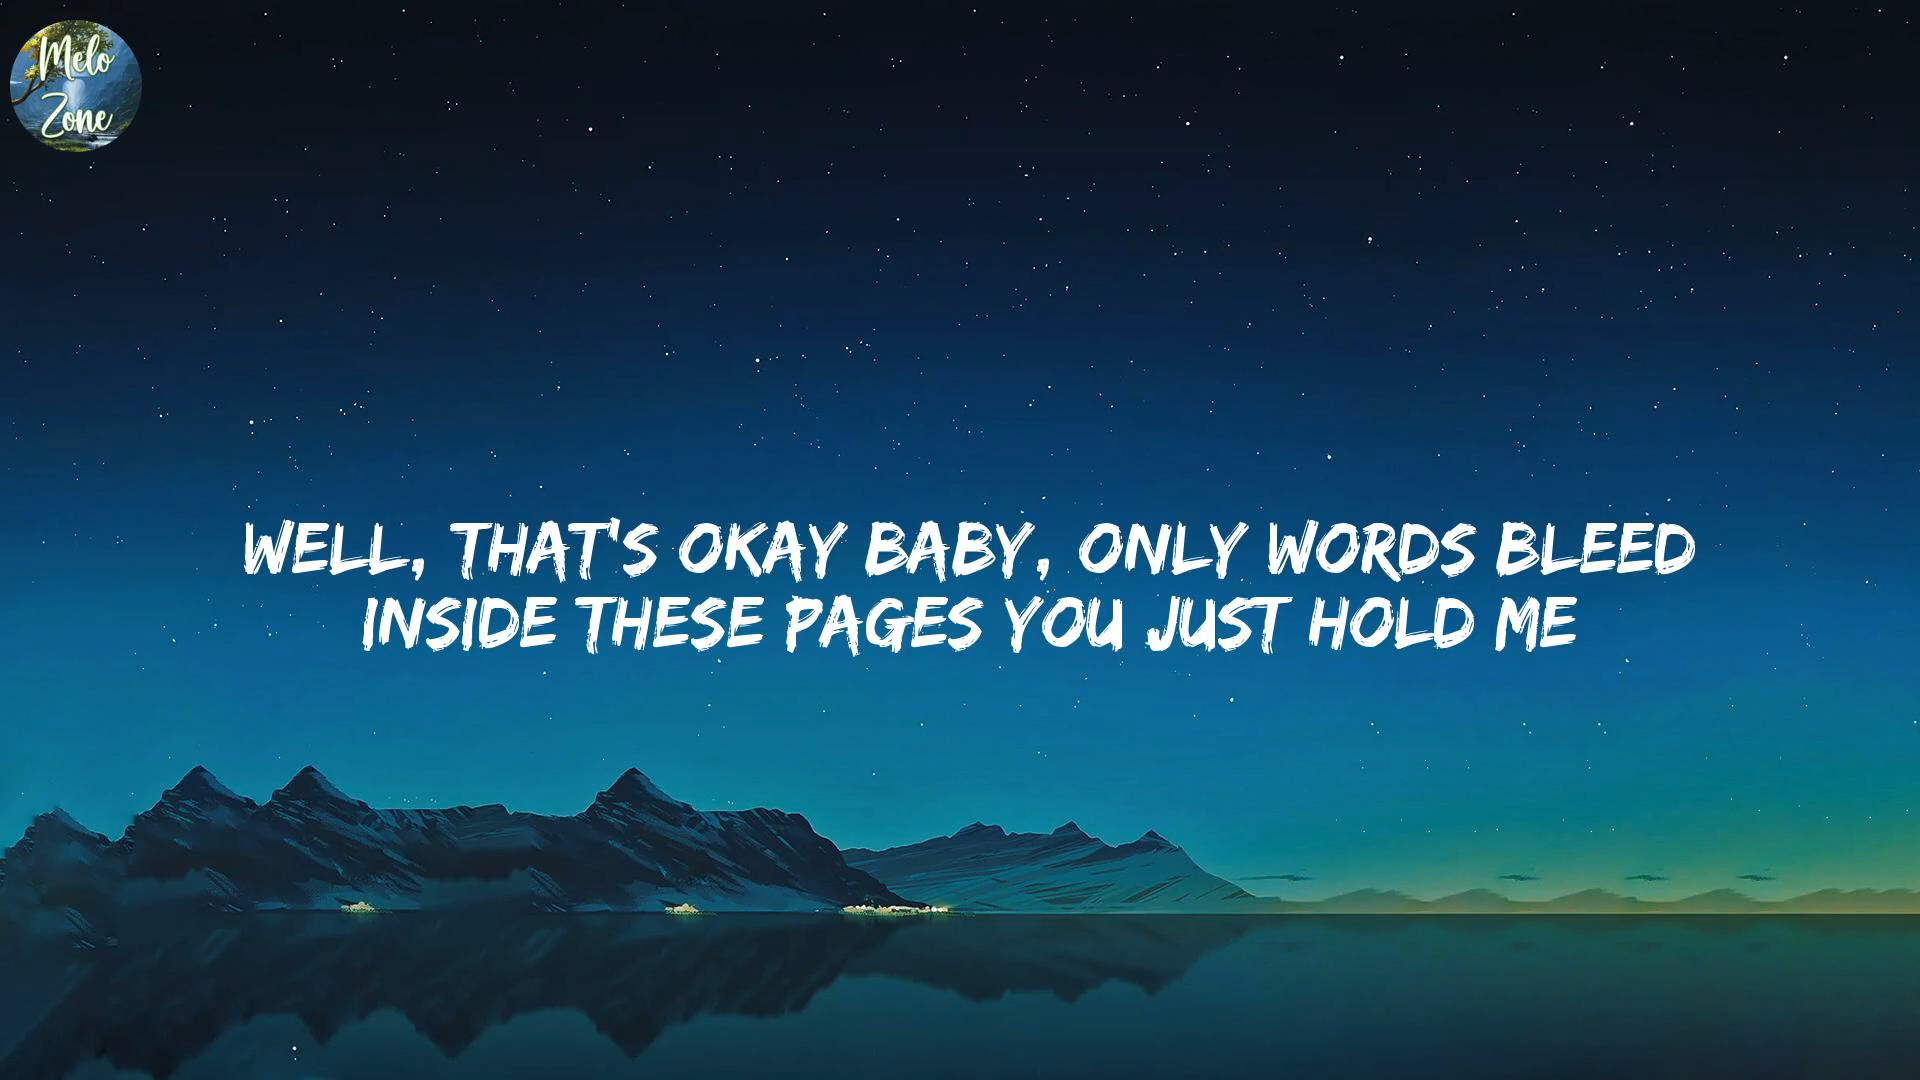 Melo
Zone
WELL, THAT'S OKAY BABY, ONLY WORDS BLEED
INSIDE THESE PAGES YOU JUST HOLD ME